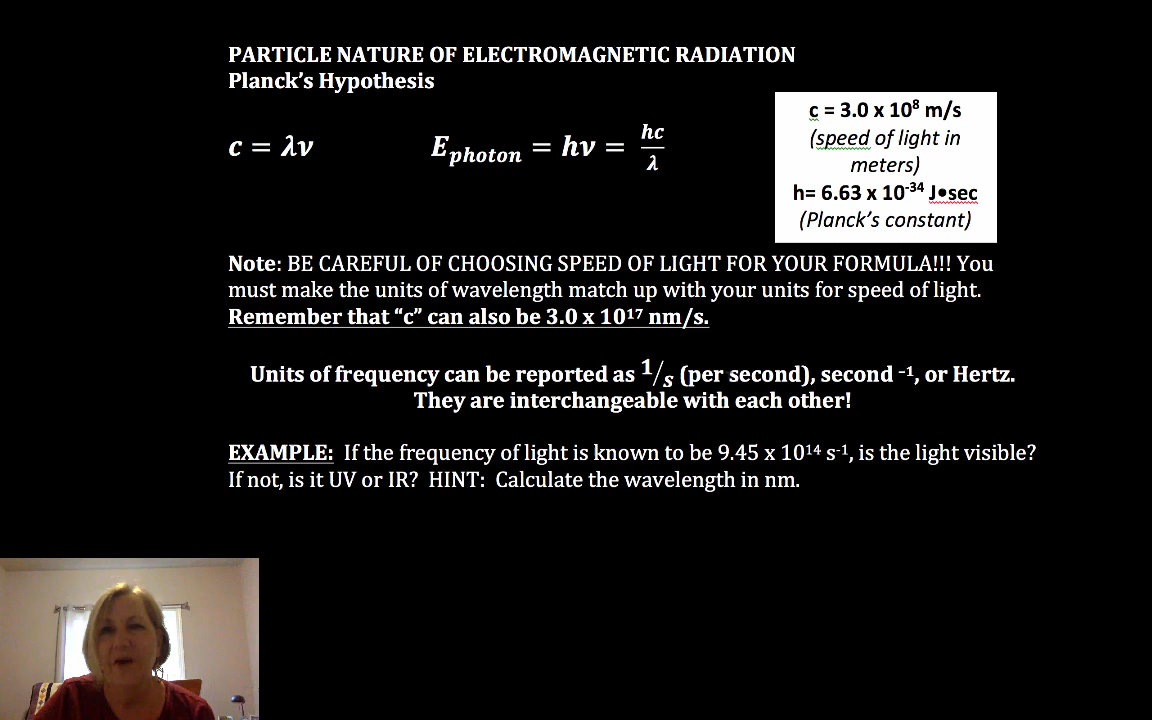 PARTICLE NATURE OF ELECTROMAGNETIC RADIATION
Planck's Hypothesis
c = λν
E_photon = hν = hc/λ
c = 3.0 x 10⁸ m/s
(speed of light in
meters)
h= 6.63 x 10⁻³⁴ J•sec
(Planck's constant)
Note: BE CAREFUL OF CHOOSING SPEED OF LIGHT FOR YOUR FORMULA!!! You
must make the units of wavelength match up with your units for speed of light.
Remember that “c” can also be 3.0 x 10¹⁷ nm/s.
Units of frequency can be reported as 1/s (per second), second ⁻¹, or Hertz.
They are interchangeable with each other!
EXAMPLE: If the frequency of light is known to be 9.45 x 10¹⁴ s⁻¹, is the light visible?
If not, is it UV or IR? HINT: Calculate the wavelength in nm.